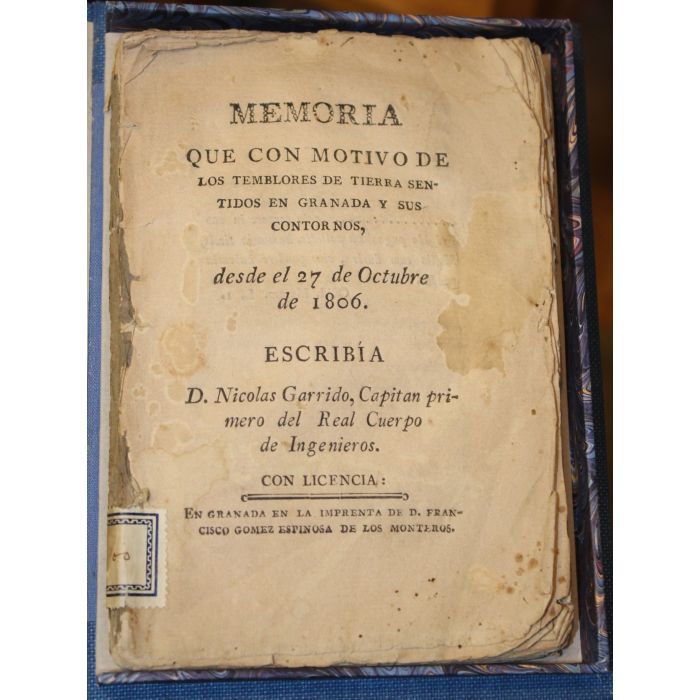 MEMORIA
QUE CON MOTIVO DE
LOS TEMBLORES DE TIERRA SEN-
TIDOS EN GRANADA Y SUS
CONTORNOS,
desde el 27 de Octubre
de 1806.
ESCRIBÍA
D. Nicolas Garrido, Capitan pri-
mero del Real Cuerpo
de Ingenieros.
CON LICENCIA:
EN GRANADA EN LA IMPRENTA DE D. FRAN-
CISCO GOMEZ ESPINOSA DE LOS MONTEROS.